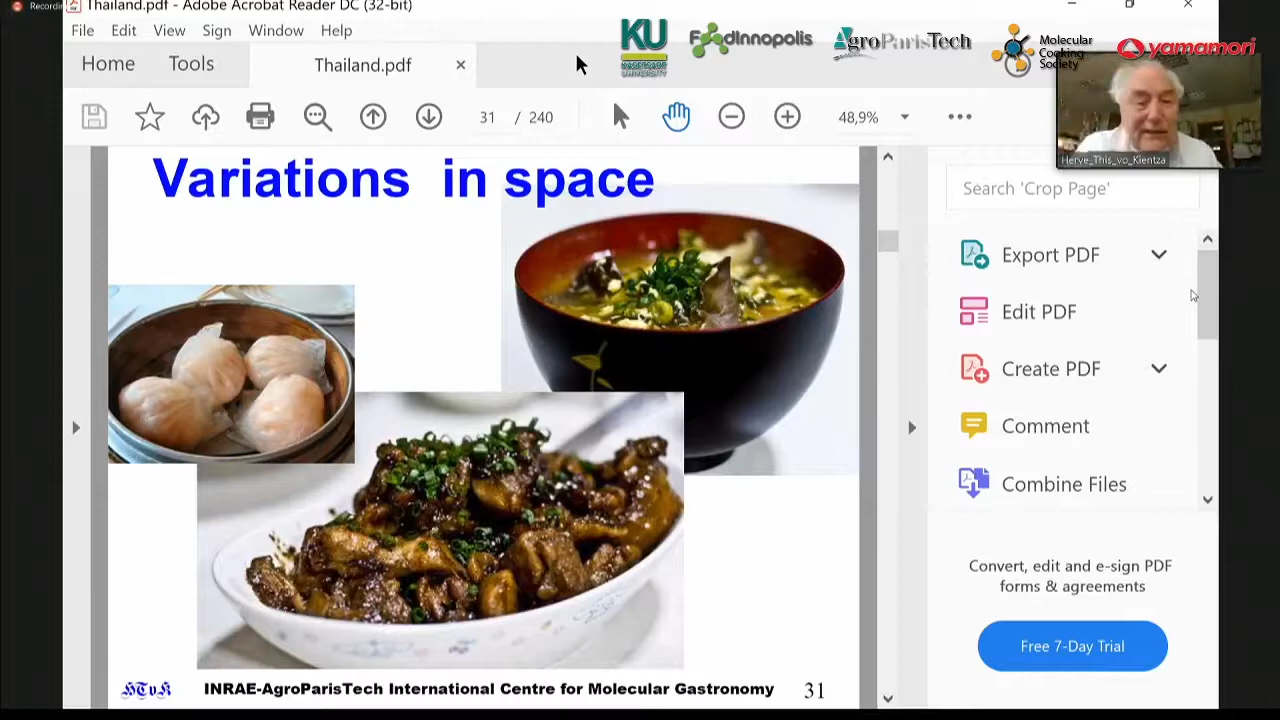 Recordin
Thailand.pdf - Adobe Acrobat Reader DC (32-bit)
File Edit View Sign Window Help
KU
KASETSART
UNIVERSITY
FoodInnopolis
AgroParisTech
Molecular
Cooking
Society
yamamori
Home Tools Thailand.pdf
31 / 240 48,9%
Herve_This_vo_Kientza
Variations in space
Search 'Crop Page'
Export PDF
Edit PDF
Create PDF
Comment
Combine Files
Convert, edit and e-sign PDF
forms & agreements
Free 7-Day Trial
HTvK INRAE-AgroParisTech International Centre for Molecular Gastronomy 31